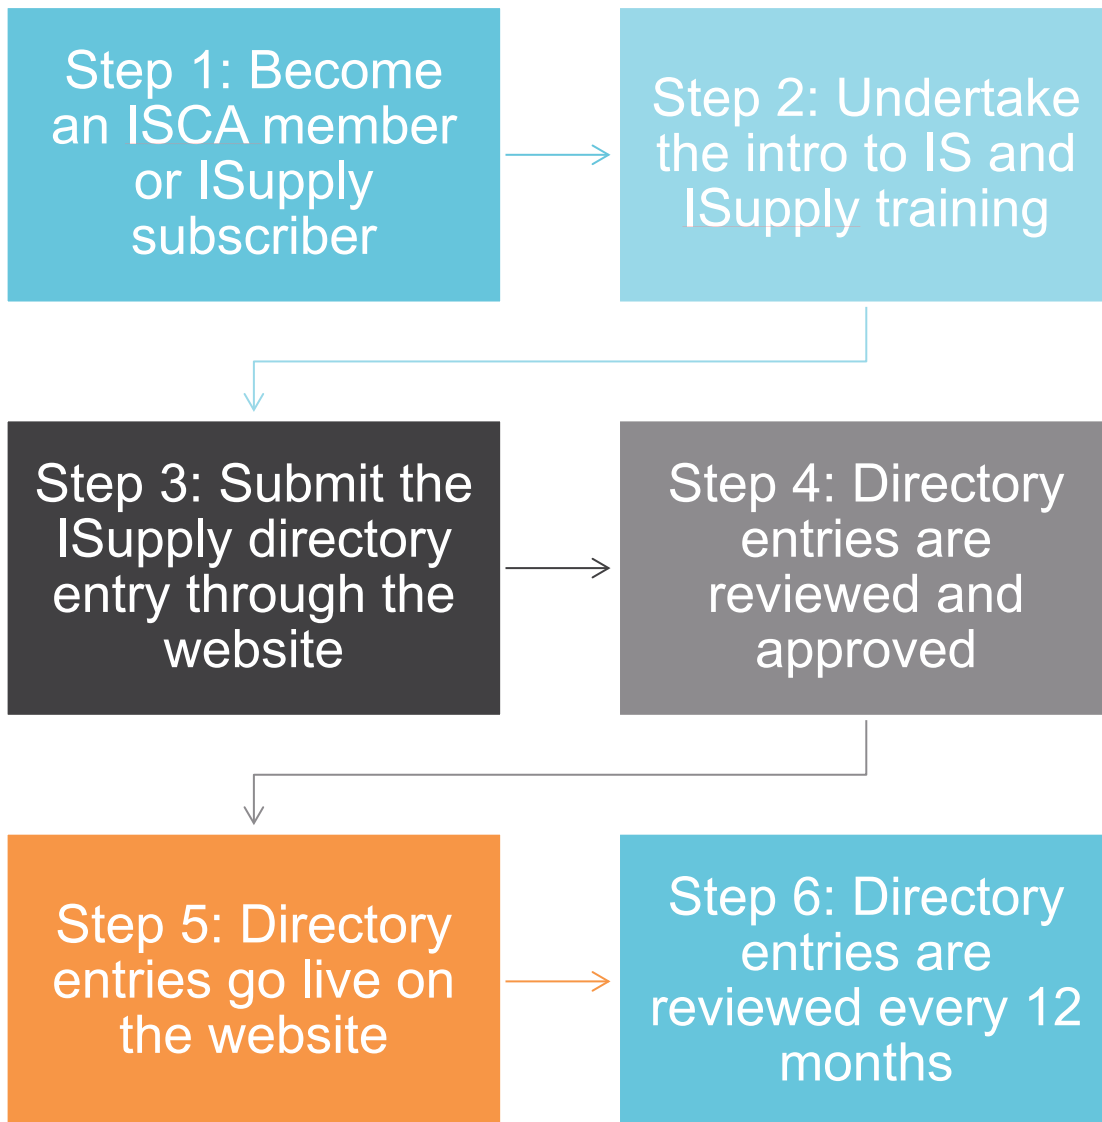 Step 1: Become
an ISCA member
or ISupply
subscriber
Step 2: Undertake
the intro to IS and
ISupply training
Step 3: Submit the
ISupply directory
entry through the
website
Step 4: Directory
entries are
reviewed and
approved
Step 5: Directory
entries go live on
the website
Step 6: Directory
entries are
reviewed every 12
months